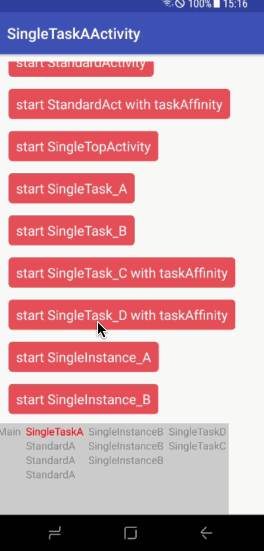 100% 15:16
SingleTaskAActivity
start StandardActivity
start StandardAct with taskAffinity
start SingleTopActivity
start SingleTask_A
start SingleTask_B
start SingleTask_C with taskAffinity
start SingleTask_D with taskAffinity
start SingleInstance_A
start SingleInstance_B
Main SingleTaskA SingleInstanceB SingleTaskD
StandardA SingleInstanceB SingleTaskC
StandardA SingleInstanceB
StandardA